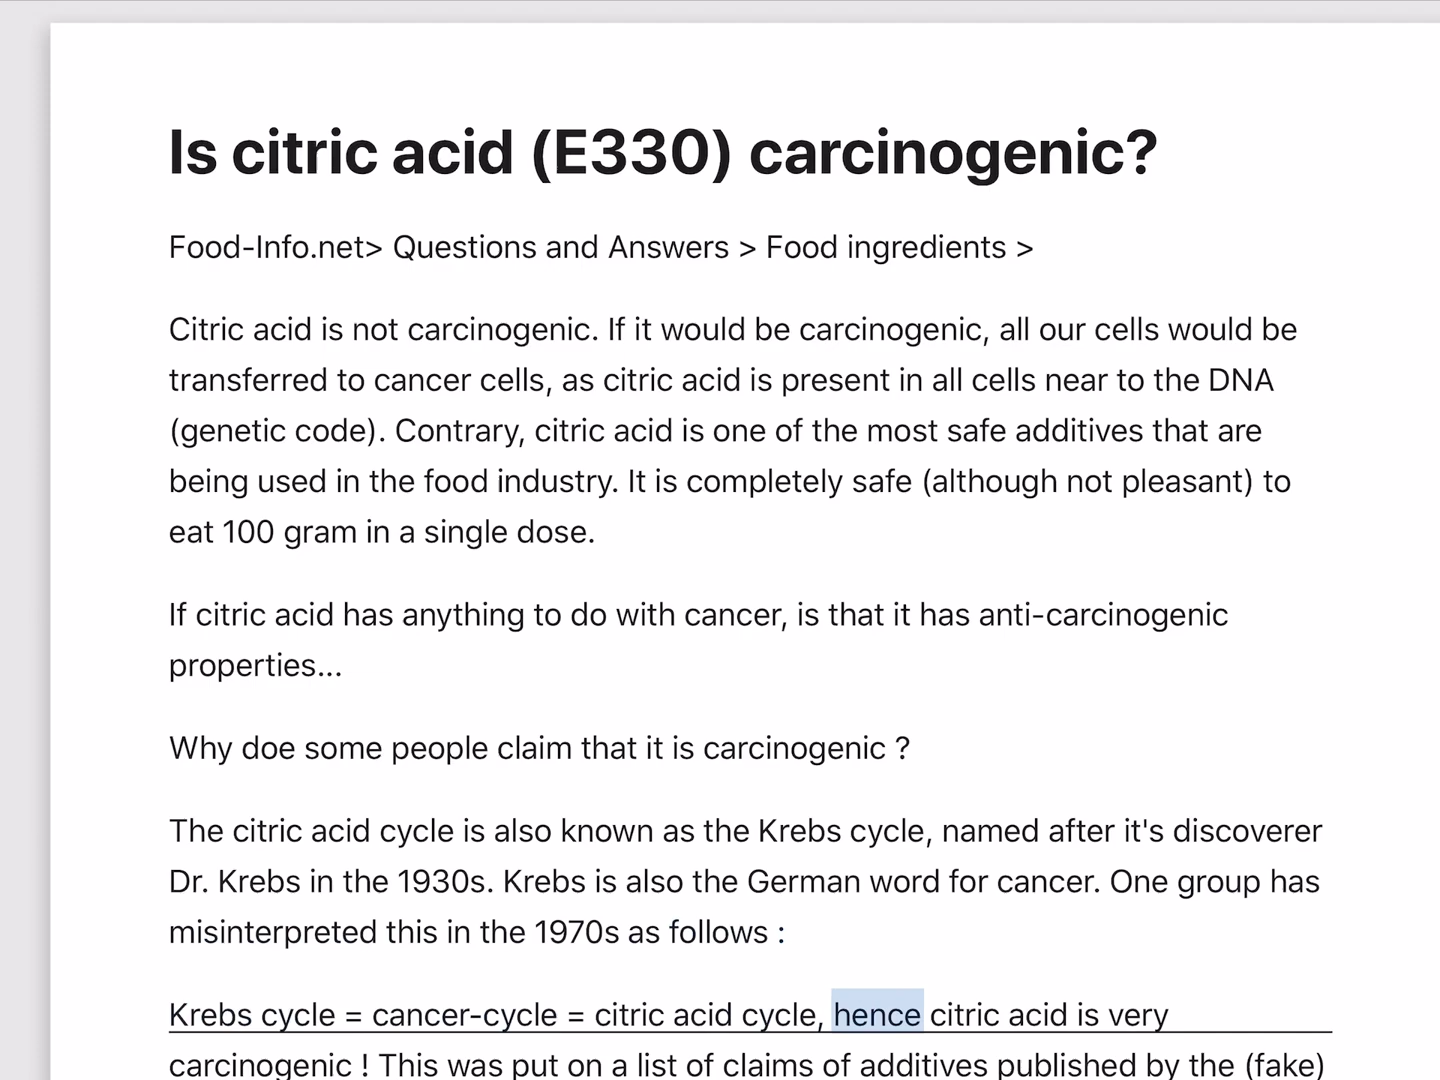 Is citric acid (E330) carcinogenic?
Food-Info.net> Questions and Answers > Food ingredients >
Citric acid is not carcinogenic. If it would be carcinogenic, all our cells would be
transferred to cancer cells, as citric acid is present in all cells near to the DNA
(genetic code). Contrary, citric acid is one of the most safe additives that are
being used in the food industry. It is completely safe (although not pleasant) to
eat 100 gram in a single dose.
If citric acid has anything to do with cancer, is that it has anti-carcinogenic
properties...
Why doe some people claim that it is carcinogenic ?
The citric acid cycle is also known as the Krebs cycle, named after it's discoverer
Dr. Krebs in the 1930s. Krebs is also the German word for cancer. One group has
misinterpreted this in the 1970s as follows :
Krebs cycle = cancer-cycle = citric acid cycle, hence citric acid is very
carcinogenic ! This was put on a list of claims of additives published by the (fake)